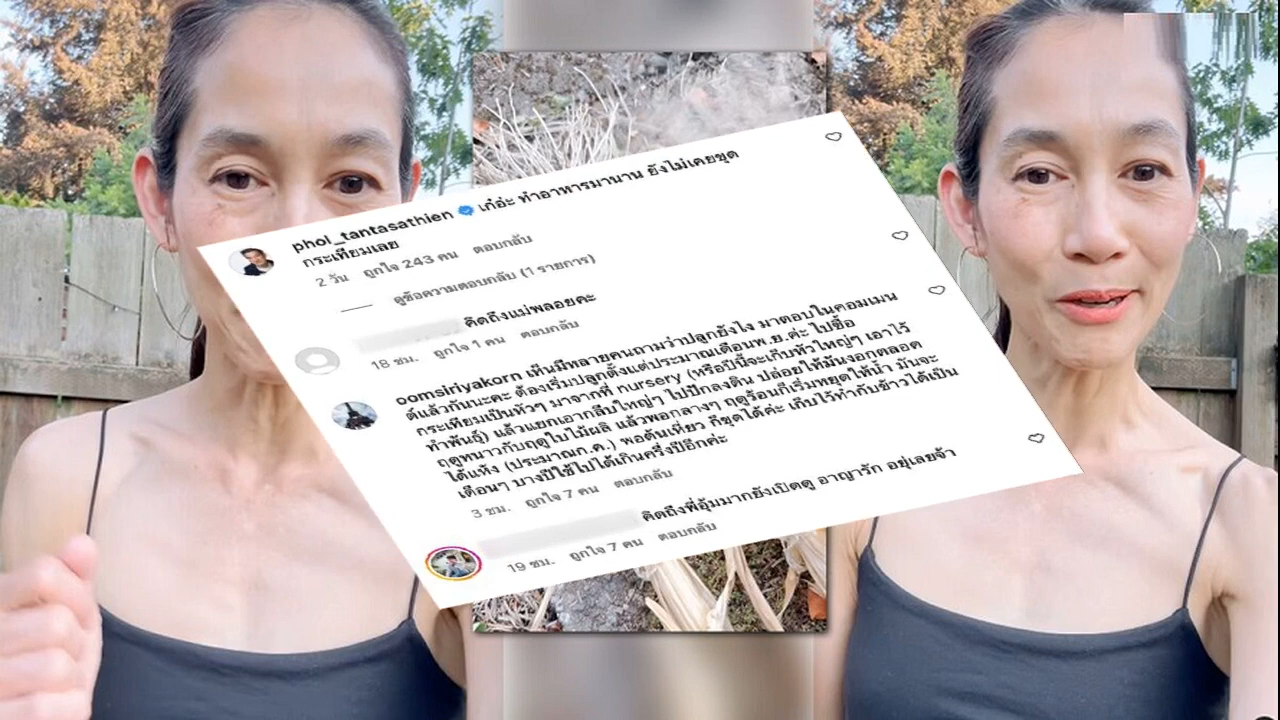 phol_tantasathien เก๋อ่ะ ทำอาหารมานาน ยังไม่เคยขุด
กระเทียมเลย
2 วัน ถูกใจ 243 คน ตอบกลับ
ดูข้อความตอบกลับ (1 รายการ)
คิดถึงแม่พลอยคะ
18 ชม. ถูกใจ 1 คน ตอบกลับ
oomsiriyakorn เห็นมีหลายคนถามว่าปลูกยังไง มาตอบในคอมเมน
ต์แล้วกันนะคะ ต้องเริ่มปลูกตั้งแต่ประมาณเดือนพ.ย.ค่ะ ไปซื้อ
กระเทียมเป็นหัวๆ มาจากที่ nursery (หรือปีนี้จะเก็บหัวใหญ่ๆ เอาไว้
ทำพันธุ์) แล้วแยกเอากลีบใหญ่ๆ ไปปักลงดิน ปล่อยให้มันงอกตลอด
ฤดูหนาวกับฤดูใบไม้ผลิ แล้วพอกลางๆ ฤดูร้อนก็เริ่มหยุดให้น้ำ มันจะ
ได้แห้ง (ประมาณก.ค.) พอต้นเหี่ยว ก็ขุดได้ค่ะ เก็บไว้ทำกับข้าวได้เป็น
เดือนๆ บางปีใช้ไปได้เกินครึ่งปีอีกค่ะ
3 ชม. ถูกใจ 7 คน ตอบกลับ
คิดถึงพี่อุ้มมากยังเปิดดู อาญารัก อยู่เลยจ้า
19 ชม. ถูกใจ 7 คน ตอบกลับ